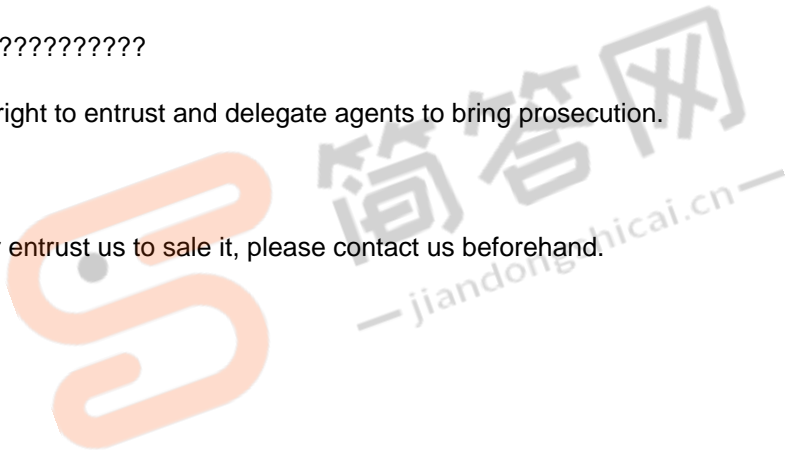 ??????????
right to entrust and delegate agents to bring prosecution.
entrust us to sale it, please contact us beforehand.
简答网
jiandongshicai.cn